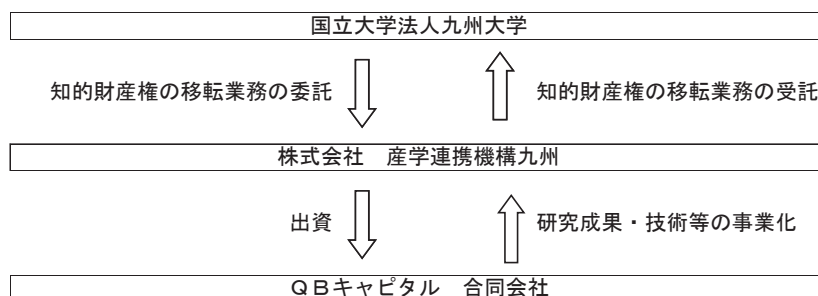 国立大学法人九州大学
知的財産権の移転業務の委託
知的財産権の移転業務の受託
株式会社　産学連携機構九州
出資
研究成果・技術等の事業化
ＱＢキャピタル　合同会社